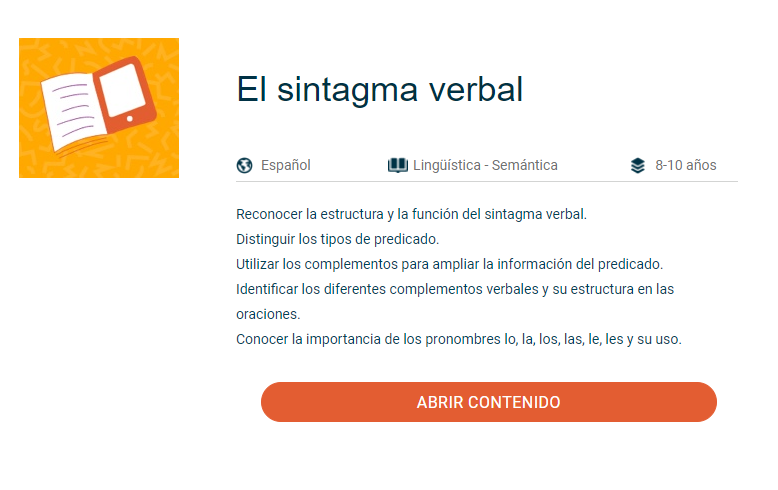 El sintagma verbal
Español
Lingüística - Semántica
8-10 años
Reconocer la estructura y la función del sintagma verbal.
Distinguir los tipos de predicado.
Utilizar los complementos para ampliar la información del predicado.
Identificar los diferentes complementos verbales y su estructura en las
oraciones.
Conocer la importancia de los pronombres lo, la, los, las, le, les y su uso.
ABRIR CONTENIDO